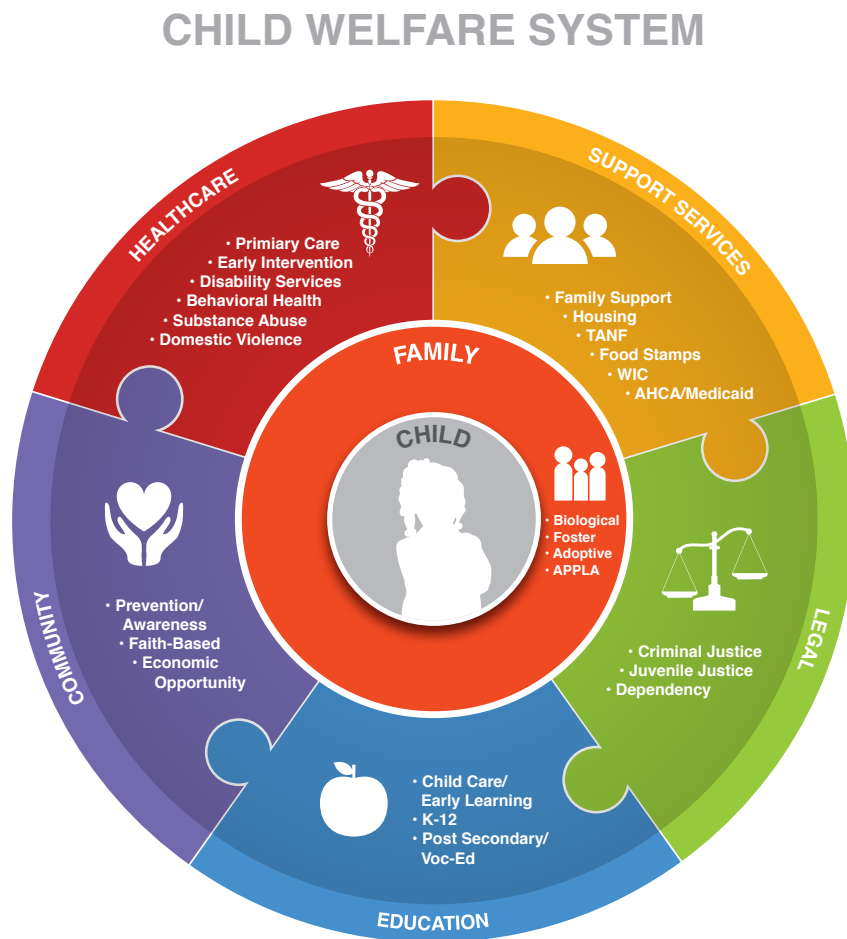 CHILD WELFARE SYSTEM
HEALTHCARE
• Primiary Care
• Early Intervention
• Disability Services
• Behavioral Health
• Substance Abuse
• Domestic Violence
SUPPORT SERVICES
• Family Support
• Housing
• TANF
• Food Stamps
• WIC
• AHCA/Medicaid
FAMILY
CHILD
• Biological
• Foster
• Adoptive
• APPLA
COMMUNITY
• Prevention/
Awareness
• Faith-Based
• Economic
Opportunity
LEGAL
• Criminal Justice
• Juvenile Justice
• Dependency
• Child Care/
Early Learning
• K-12
• Post Secondary/
Voc-Ed
EDUCATION